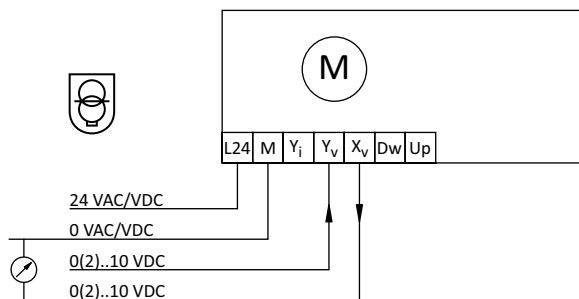 M
L24 M Yi Yv Xv Dw Up
24 VAC/VDC
0 VAC/VDC
0(2)..10 VDC
0(2)..10 VDC